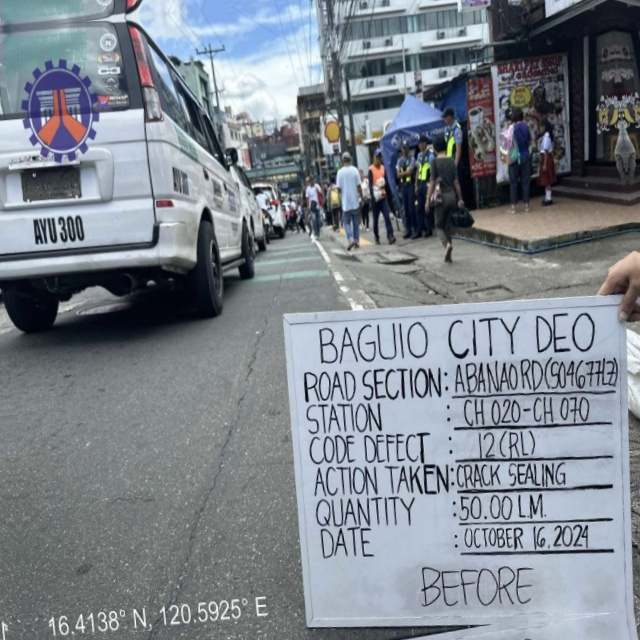 AYU 300
BAGUIO CITY DEO
ROAD SECTION: ABANAO RD(S04677LZ)
STATION : CH 020-CH 070
CODE DEFECT : 12(RL)
ACTION TAKEN: CRACK SEALING
QUANTITY : 50.00 L.M.
DATE : OCTOBER 16, 2024
BEFORE
16.4138° N, 120.5925° E